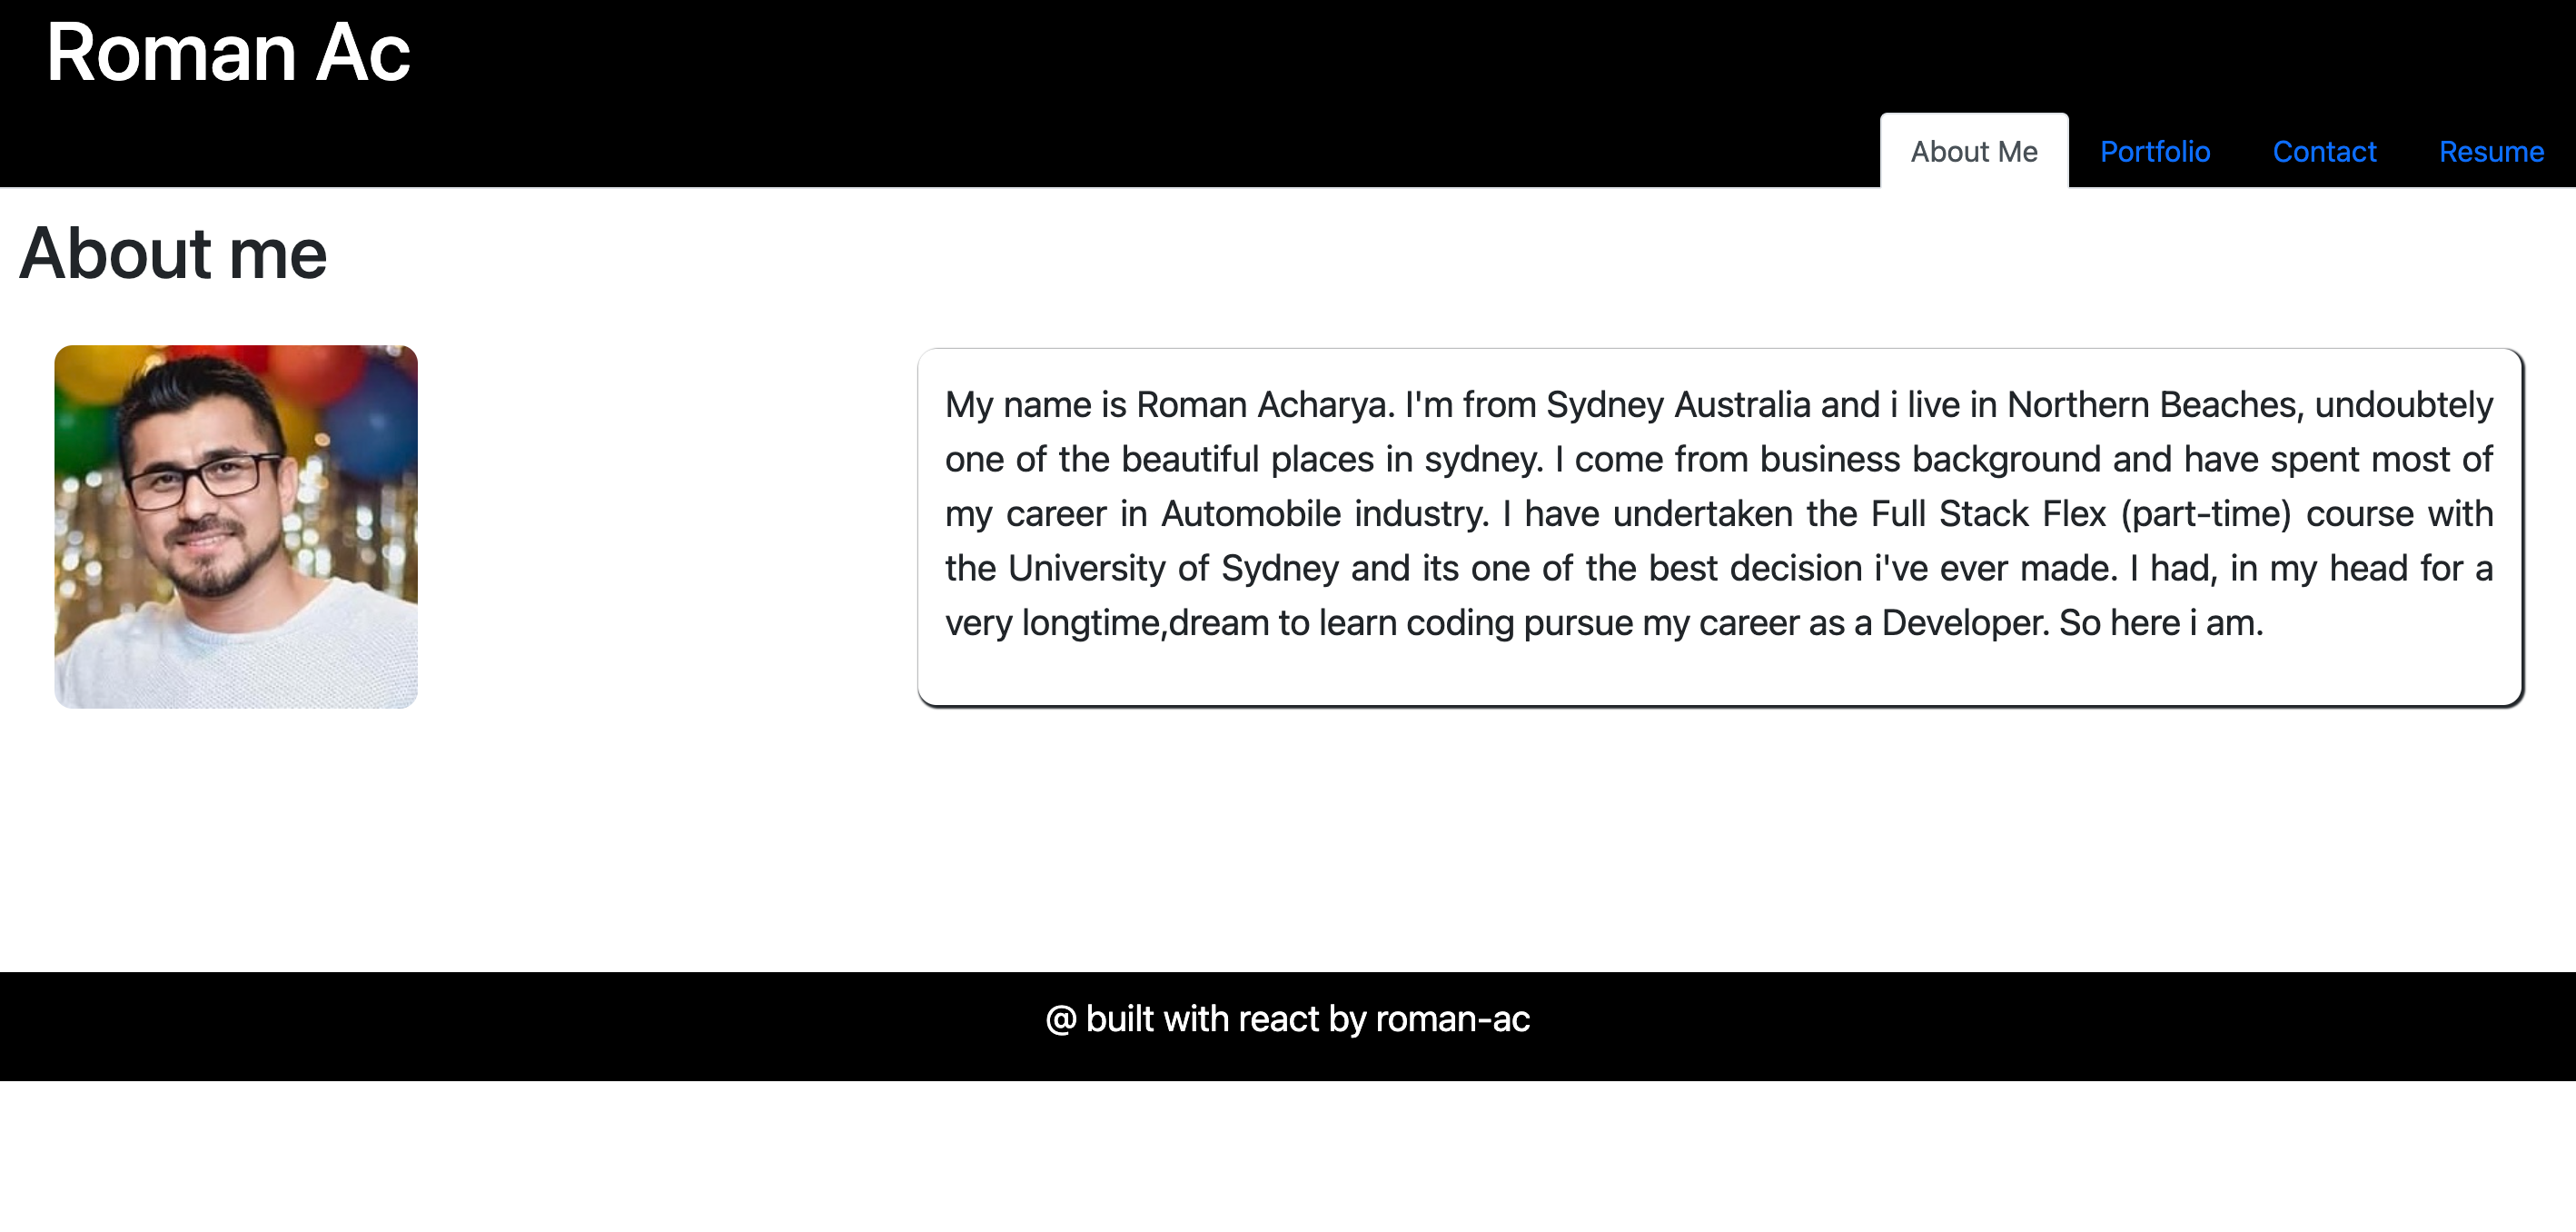 Roman Ac
About Me Portfolio Contact Resume
About me
My name is Roman Acharya. I'm from Sydney Australia and i live in Northern Beaches, undoubtely
one of the beautiful places in sydney. I come from business background and have spent most of
my career in Automobile industry. I have undertaken the Full Stack Flex (part-time) course with
the University of Sydney and its one of the best decision i've ever made. I had, in my head for a
very longtime,dream to learn coding pursue my career as a Developer. So here i am.
@ built with react by roman-ac